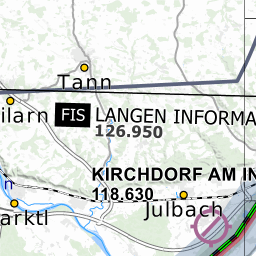 Tann
ilarn
FIS LANGEN INFORMA
126.950
KIRCHDORF AM IN
118.630
n
arktl
Julbach